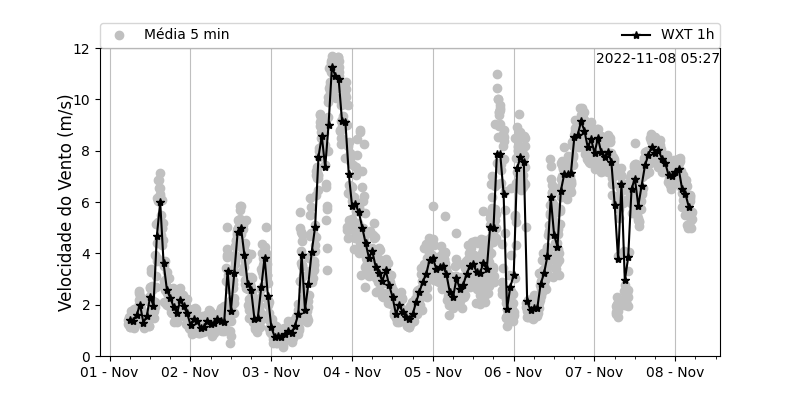 Média 5 min
WXT 1h
2022-11-08 05:27
Velocidade do Vento (m/s)
12
10
8
6
4
2
0
01 - Nov
02 - Nov
03 - Nov
04 - Nov
05 - Nov
06 - Nov
07 - Nov
08 - Nov